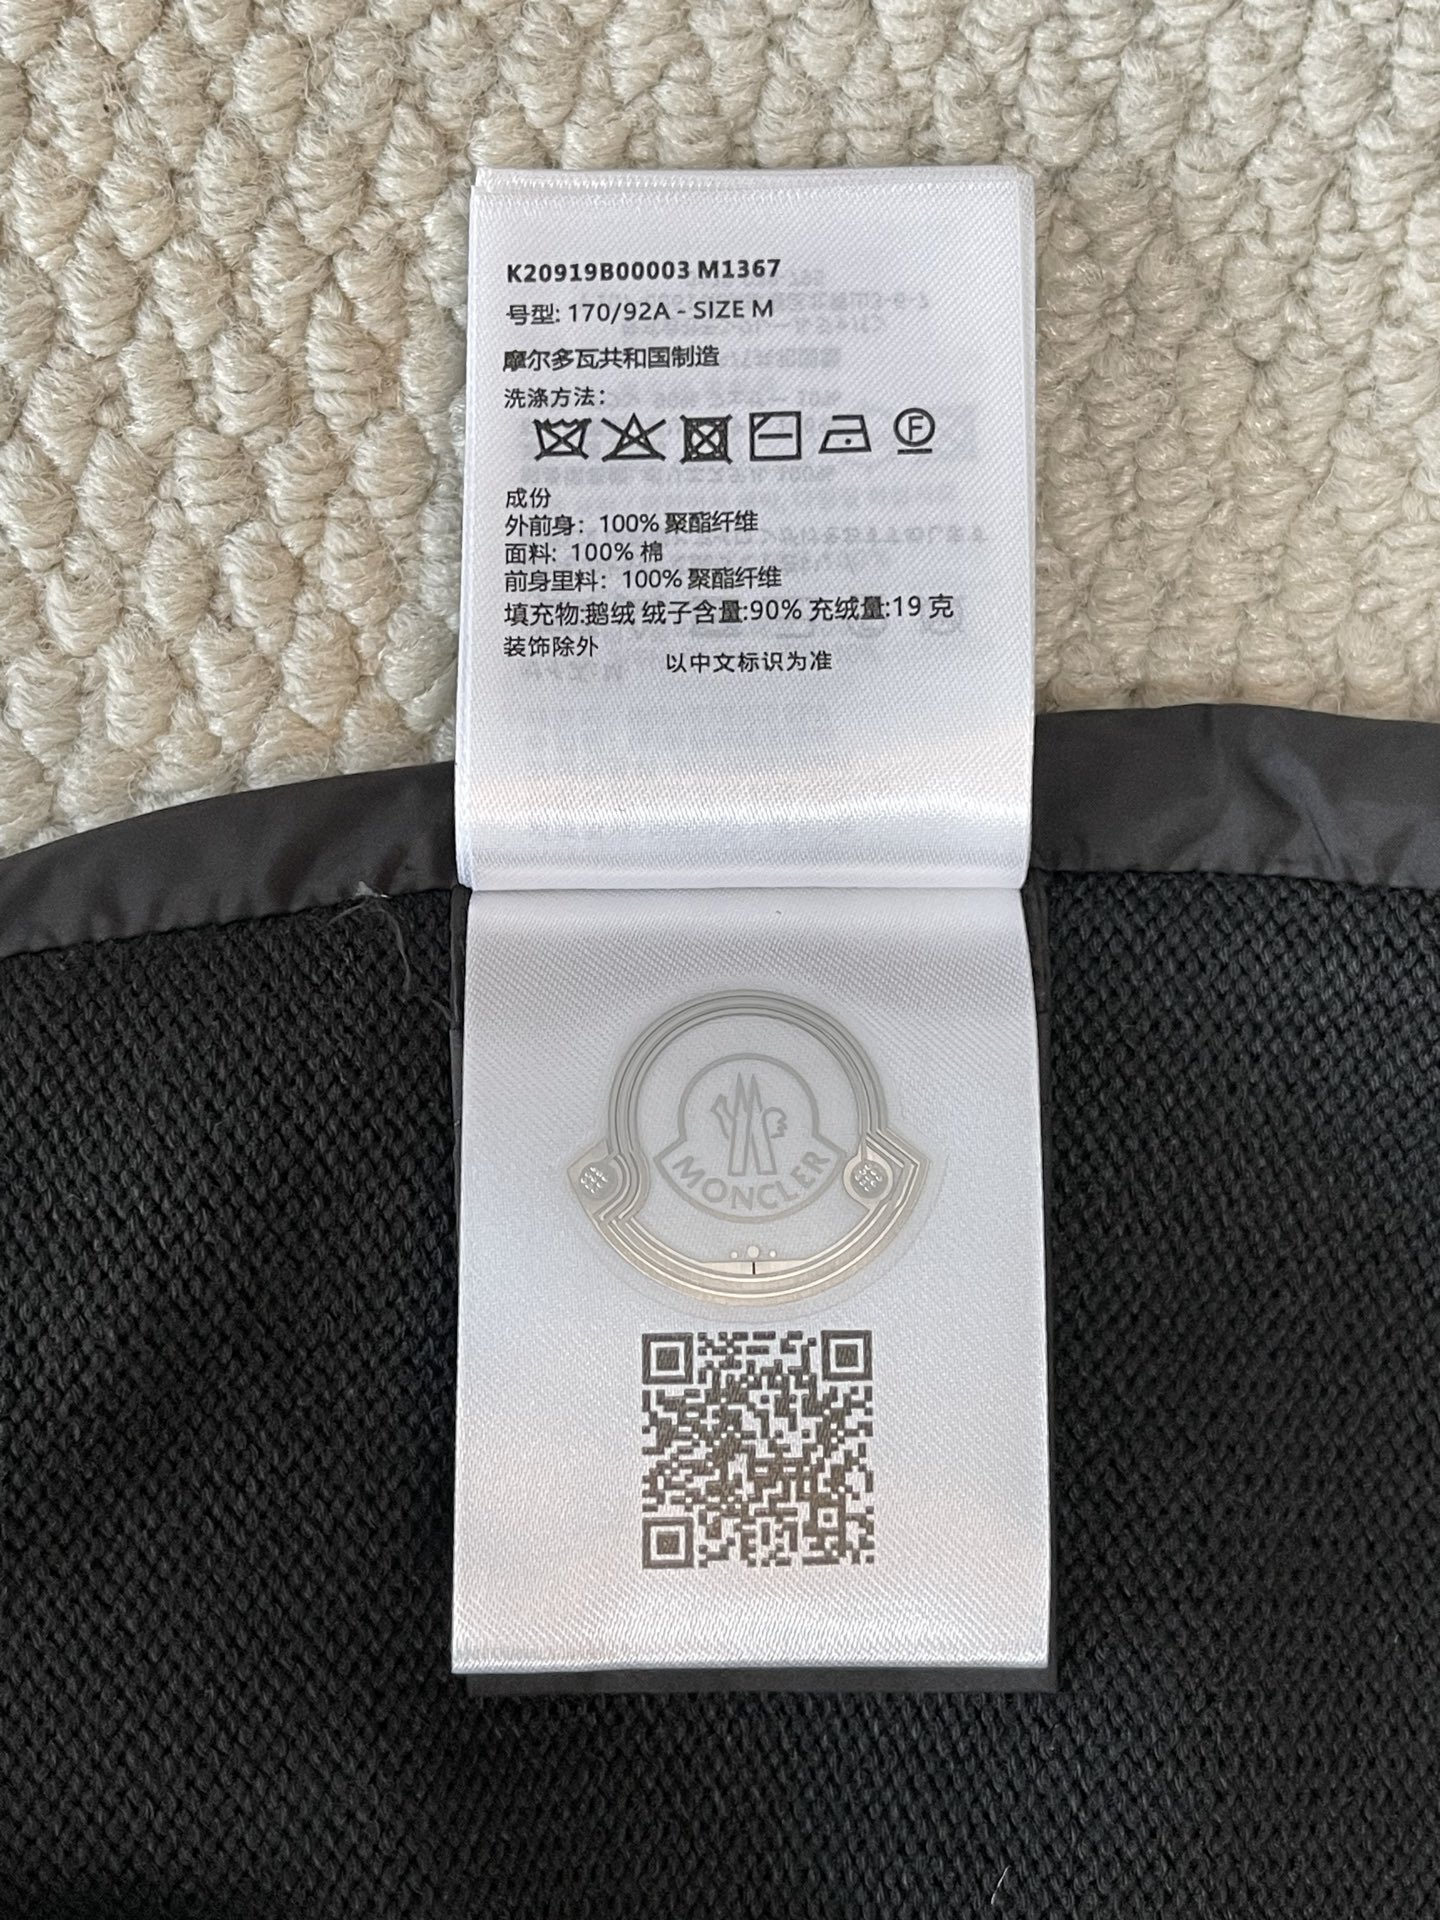 K20919B00003 M1367
号型: 170/92A - SIZE M
摩尔多瓦共和国制造
洗涤方法：
F
成份
外前身： 100% 聚酯纤维
面料: 100% 棉
前身里料： 100% 聚酯纤维
填充物:鹅绒 绒子含量:90% 充绒量:19 克
装饰除外
以中文标识为准
MONCLER